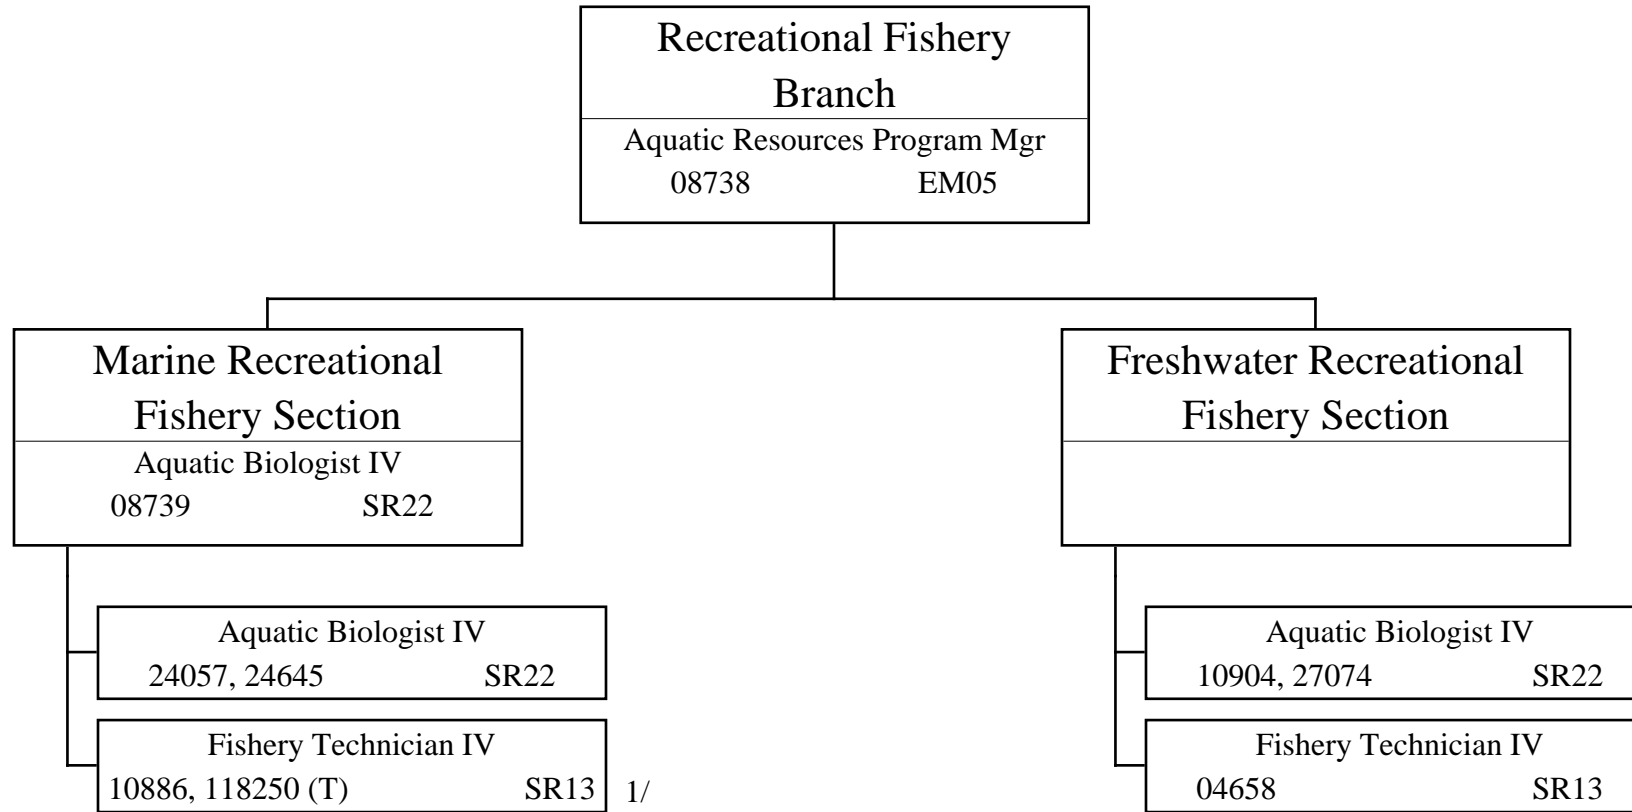 Recreational Fishery
Branch
Aquatic Resources Program Mgr
08738 EM05
Marine Recreational
Fishery Section
Aquatic Biologist IV
08739 SR22
Freshwater Recreational
Fishery Section
Aquatic Biologist IV
24057, 24645 SR22
Fishery Technician IV
10886, 118250 (T) SR13 1/
Aquatic Biologist IV
10904, 27074 SR22
Fishery Technician IV
04658 SR13